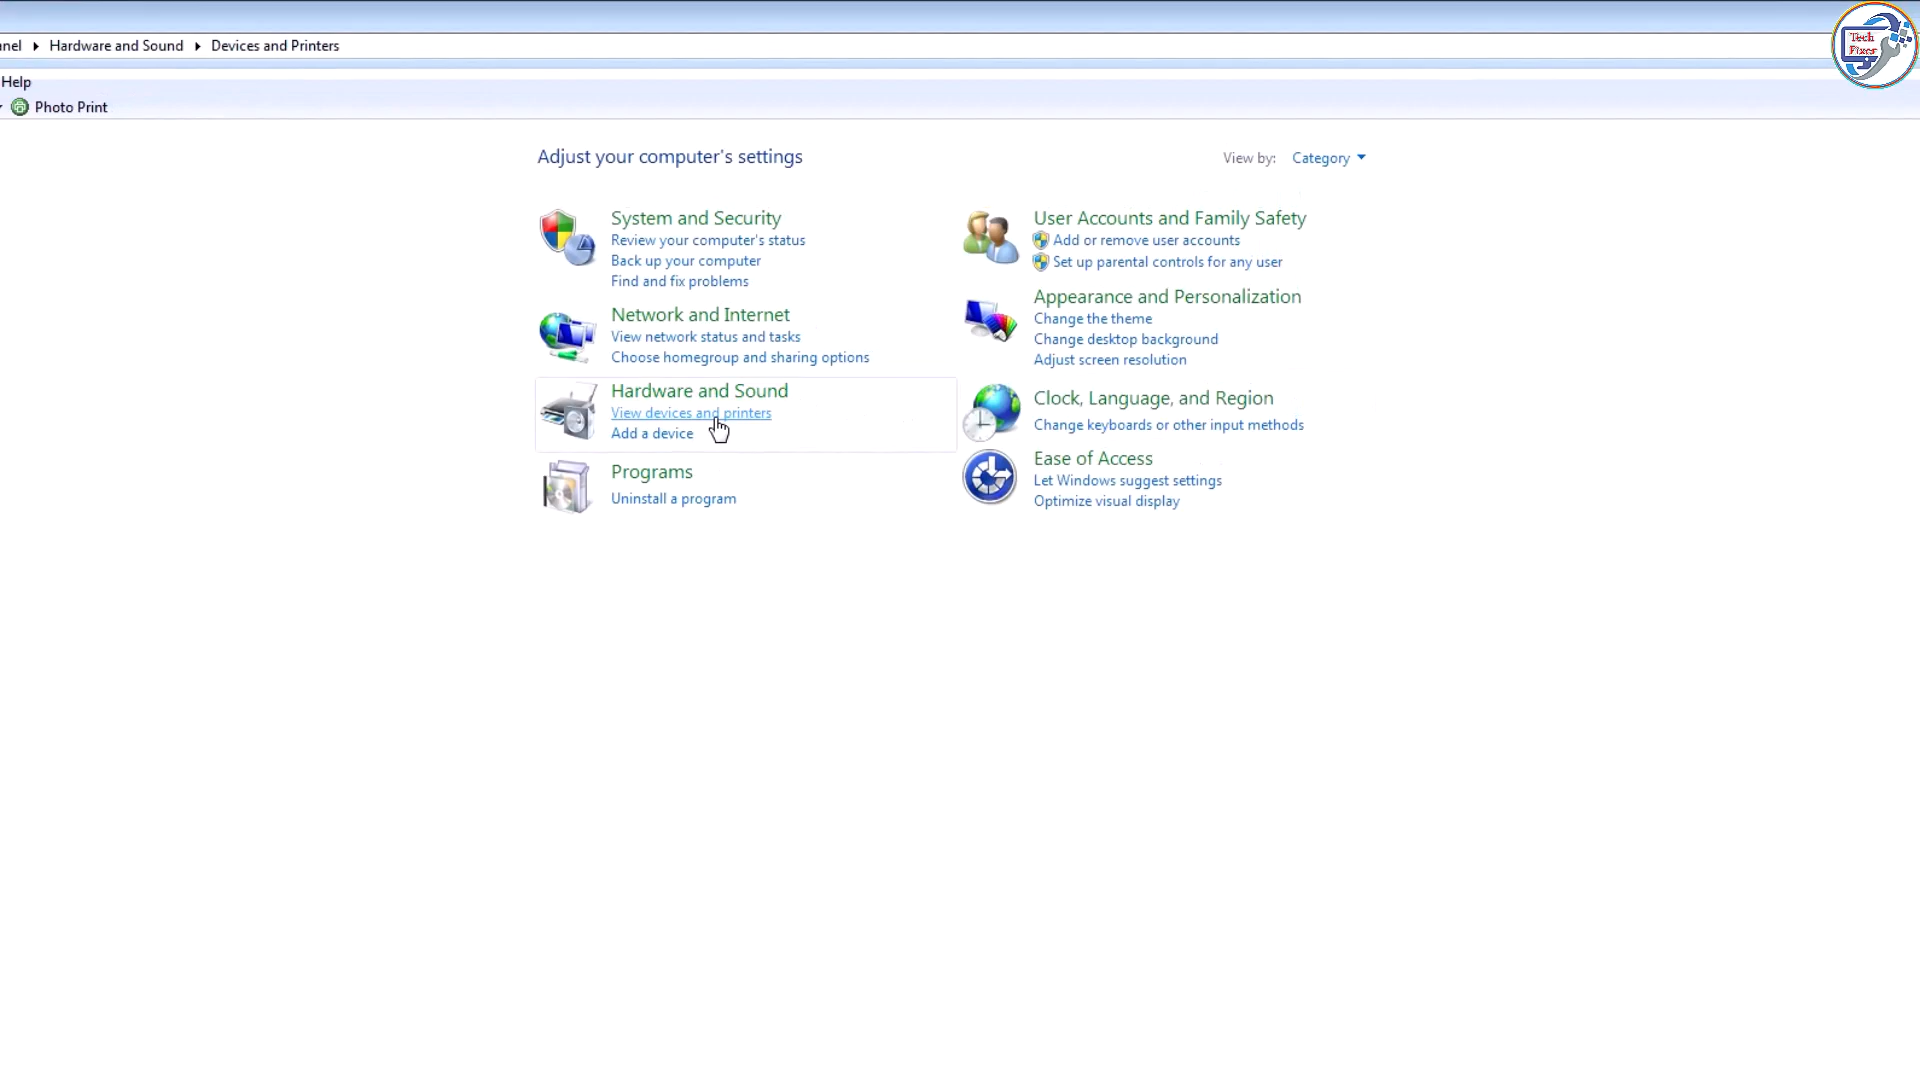 Tech
Fixer
nel Hardware and Sound Devices and Printers
Help
Photo Print
Adjust your computer's settings
View by: Category
System and Security
Review your computer's status
Back up your computer
Find and fix problems
Network and Internet
View network status and tasks
Choose homegroup and sharing options
Hardware and Sound
View devices and printers
Add a device
Programs
Uninstall a program
User Accounts and Family Safety
Add or remove user accounts
Set up parental controls for any user
Appearance and Personalization
Change the theme
Change desktop background
Adjust screen resolution
Clock, Language, and Region
Change keyboards or other input methods
Ease of Access
Let Windows suggest settings
Optimize visual display